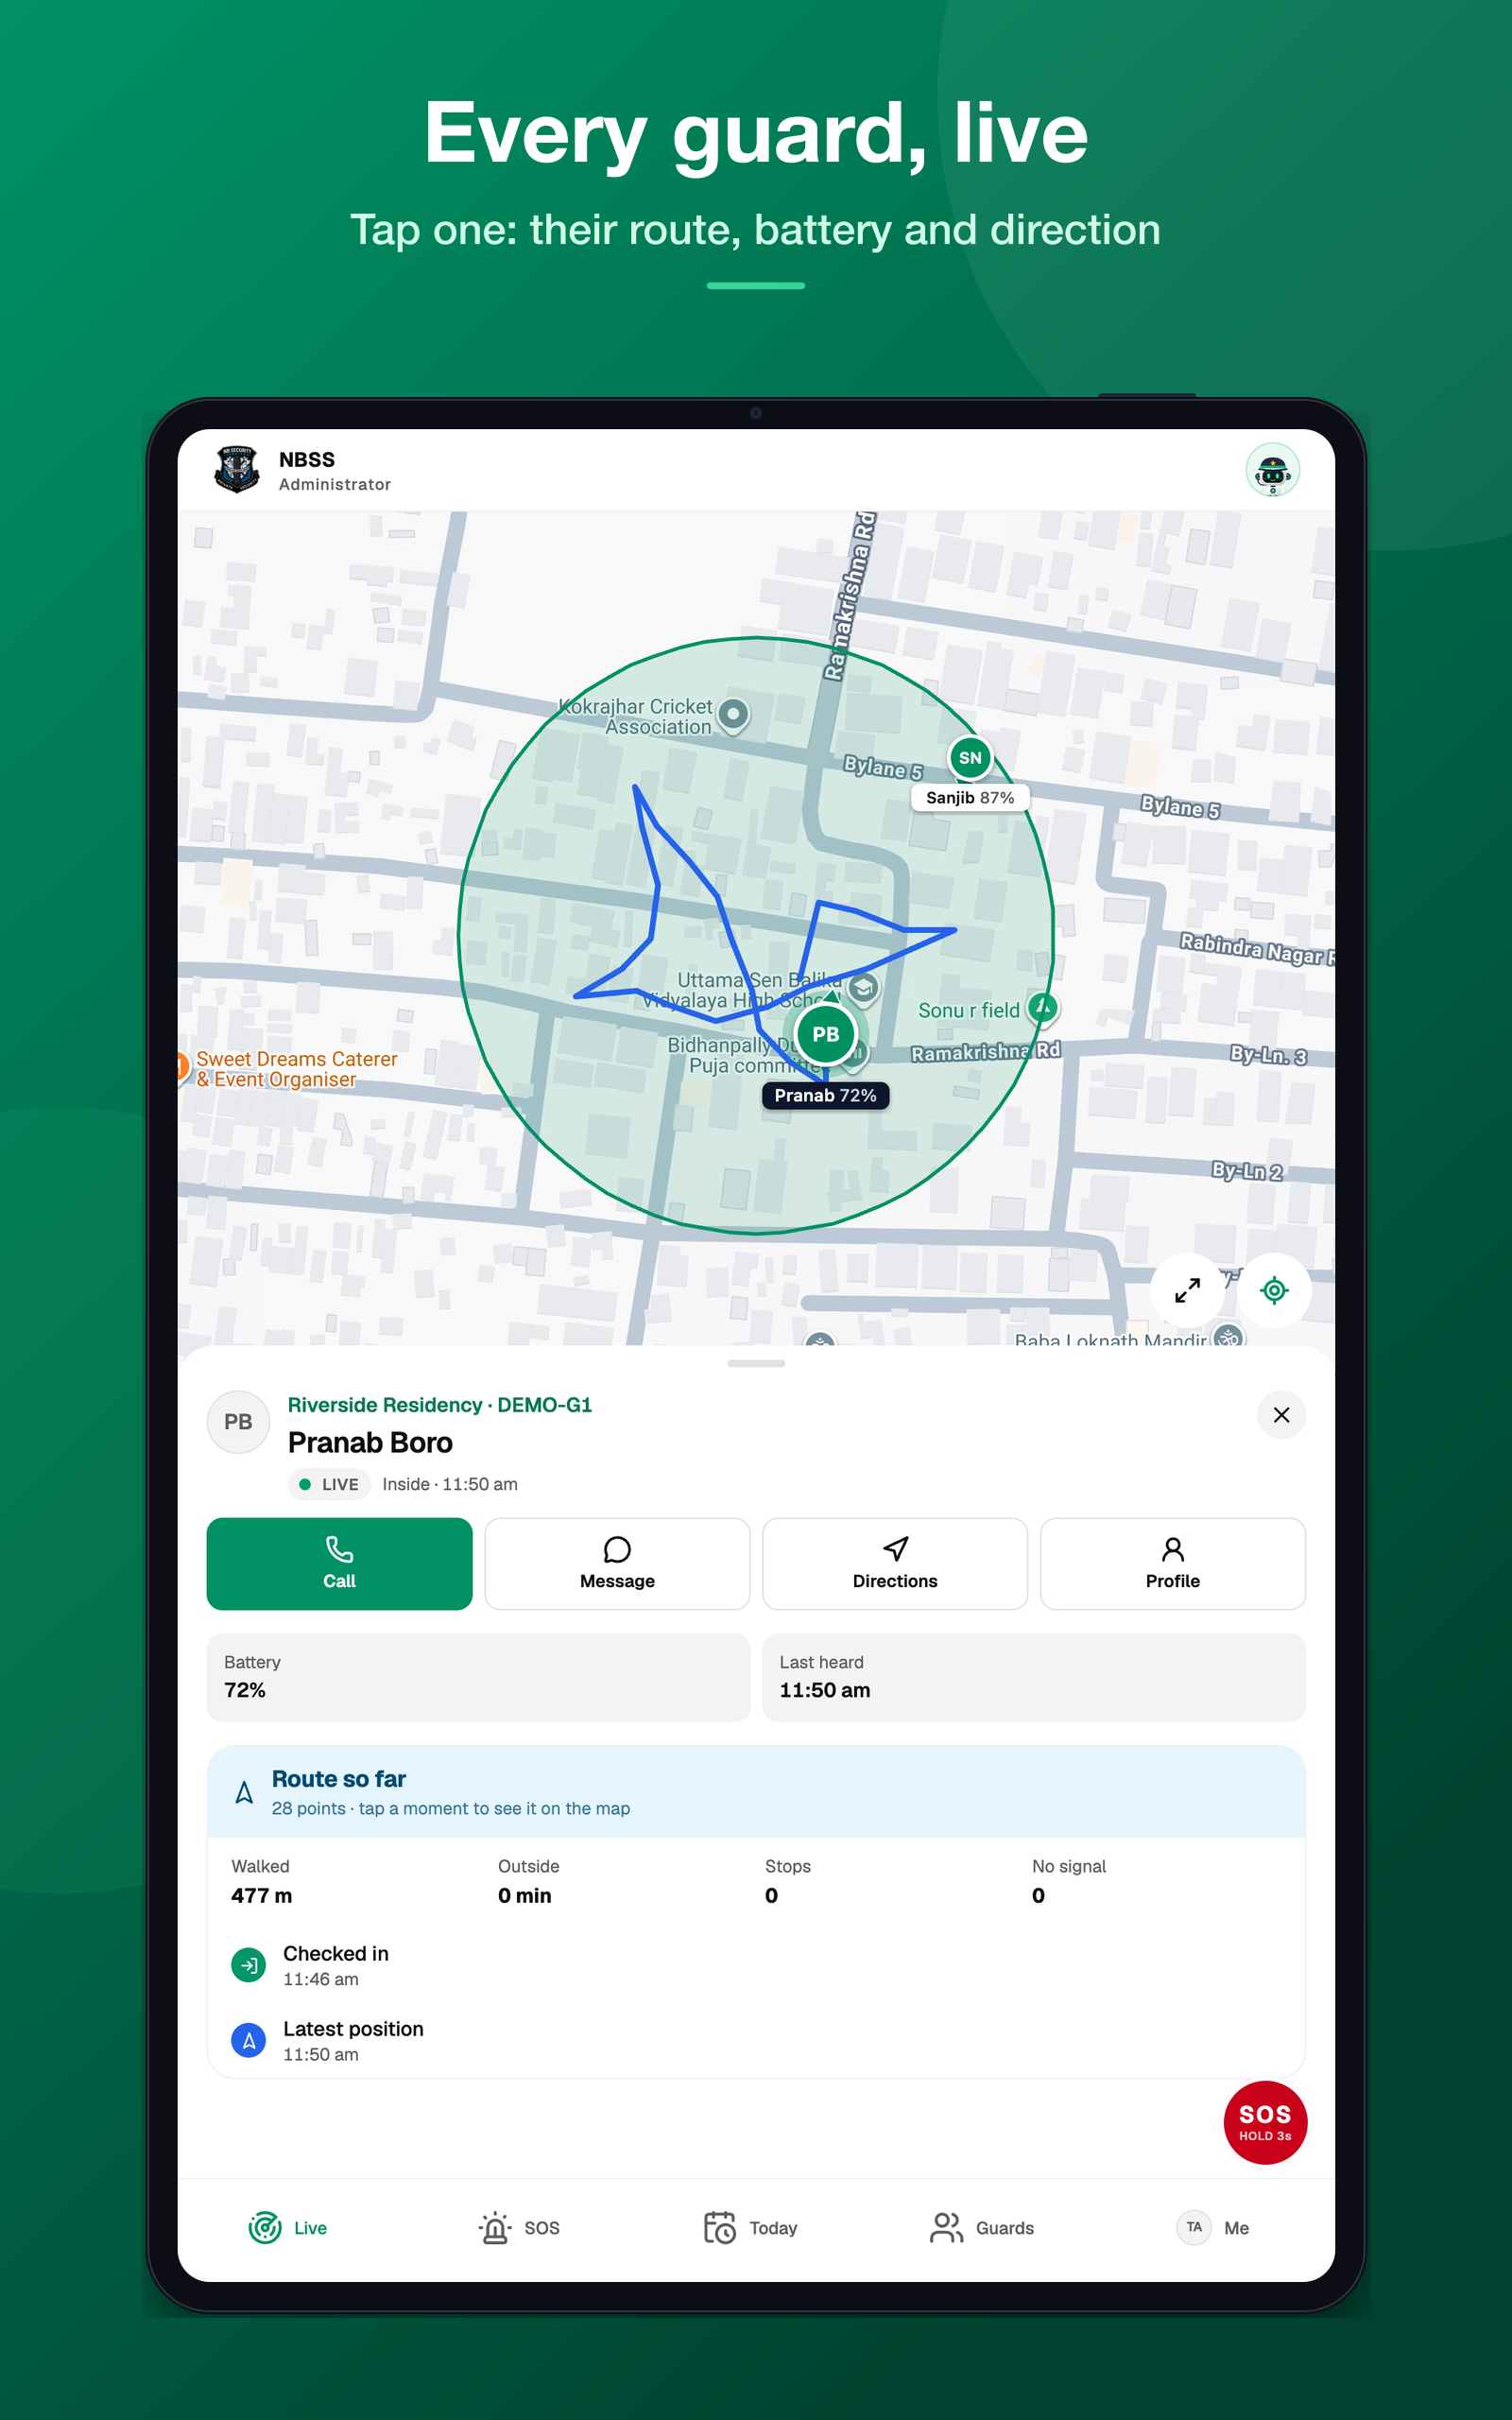 Every guard, live
Tap one: their route, battery and direction
NBSS
Administrator
Ramakrishna Rd
Kokrajhar Cricket
Association
Bylane 5
SN
Sanjib 87%
Bylane 5
Uttama Sen Balika
Vidyalaya High School
Rabindra Nagar R
Sonu r field
PB
Bidhanpally Du
Puja committe
Ramakrishna Rd
By-Ln. 3
Sweet Dreams Caterer
& Event Organiser
Pranab 72%
By-Ln 2
Baba Loknath Mandir
PB
Riverside Residency · DEMO-G1
Pranab Boro
LIVE
Inside · 11:50 am
Call
Message
Directions
Profile
Battery
72%
Last heard
11:50 am
Route so far
28 points · tap a moment to see it on the map
Walked
477 m
Outside
0 min
Stops
0
No signal
0
Checked in
11:46 am
Latest position
11:50 am
SOS
HOLD 3s
Live
SOS
Today
Guards
TA
Me